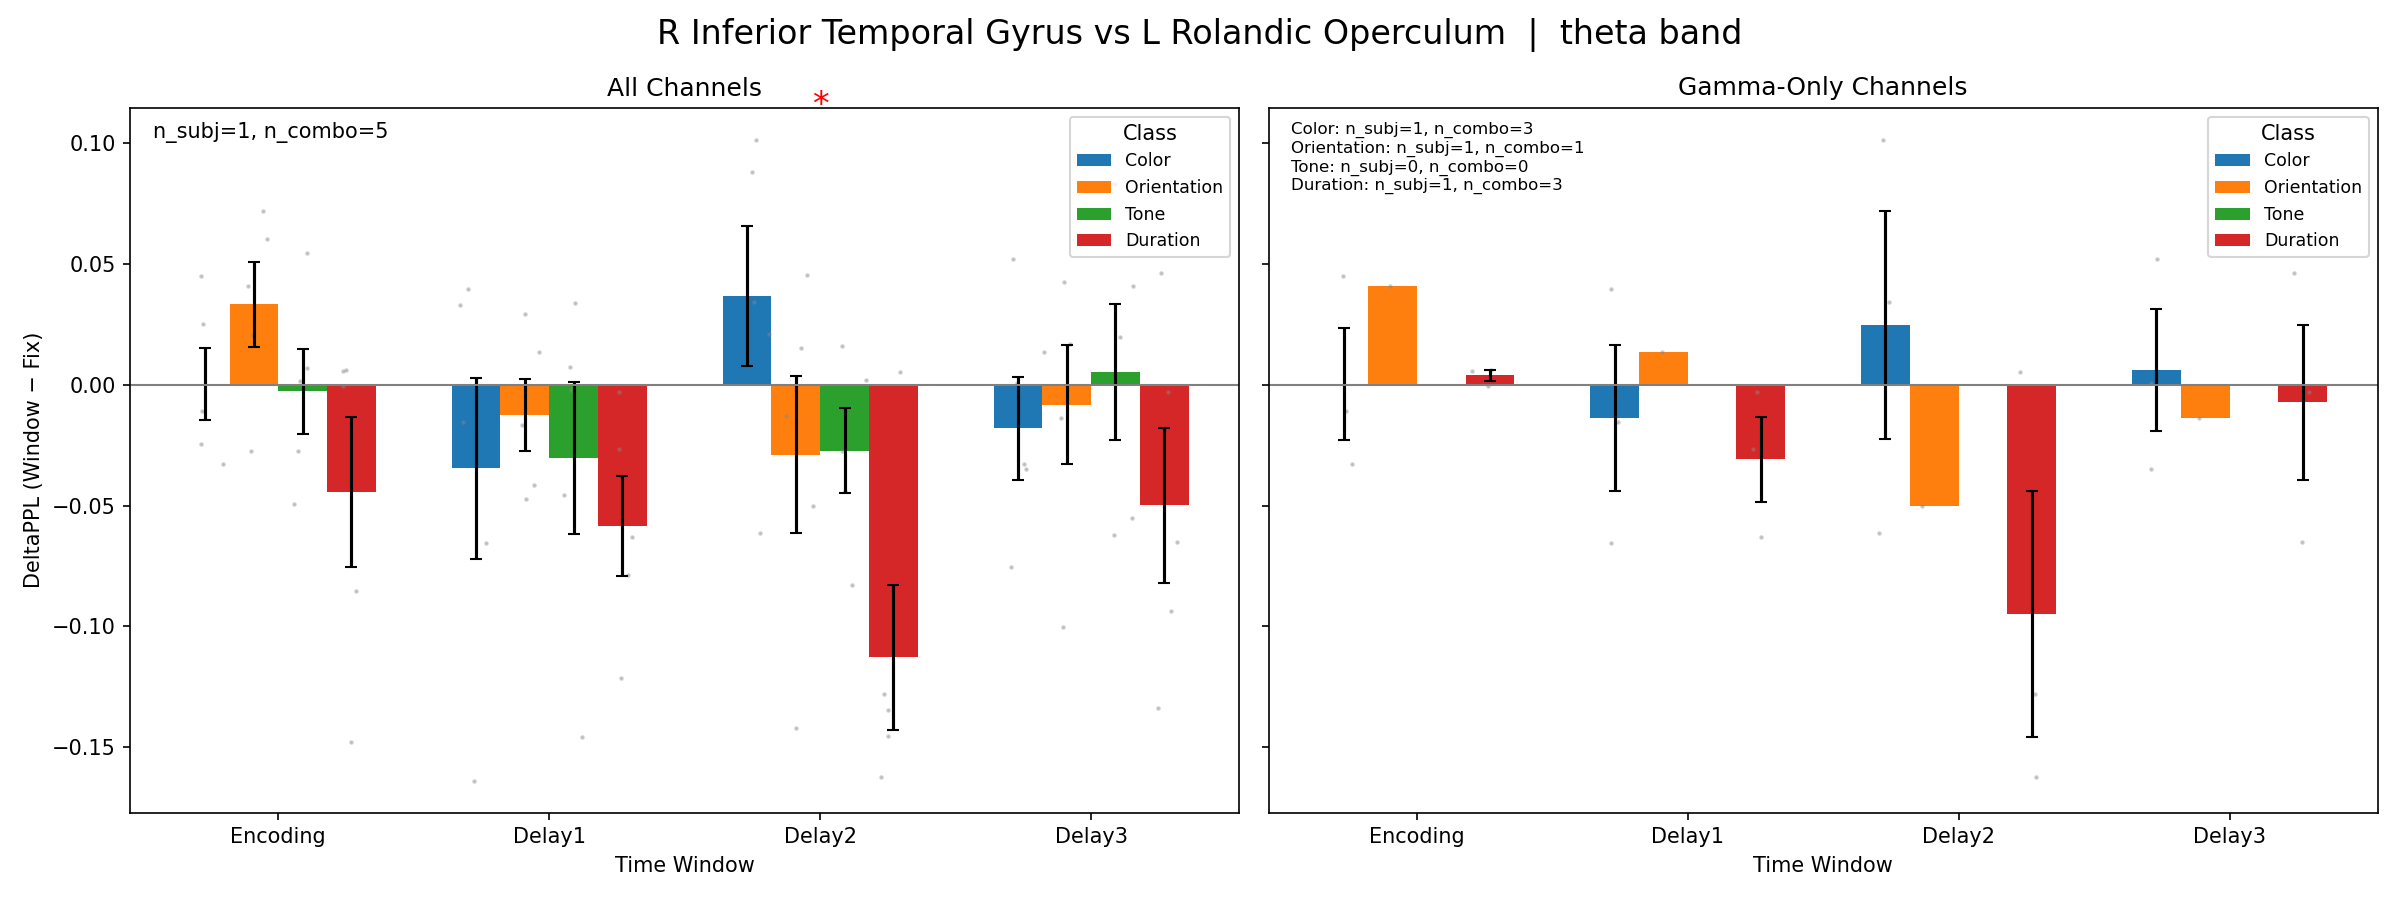 R Inferior Temporal Gyrus vs L Rolandic Operculum | theta band
All Channels
*
n_subj=1, n_combo=5
Class
Color
Orientation
Tone
Duration
0.10
0.05
0.00
−0.05
−0.10
−0.15
DeltaPPL (Window − Fix)
Encoding
Delay1
Delay2
Delay3
Time Window
Gamma-Only Channels
Color: n_subj=1, n_combo=3
Orientation: n_subj=1, n_combo=1
Tone: n_subj=0, n_combo=0
Duration: n_subj=1, n_combo=3
Class
Color
Orientation
Tone
Duration
Encoding
Delay1
Delay2
Delay3
Time Window